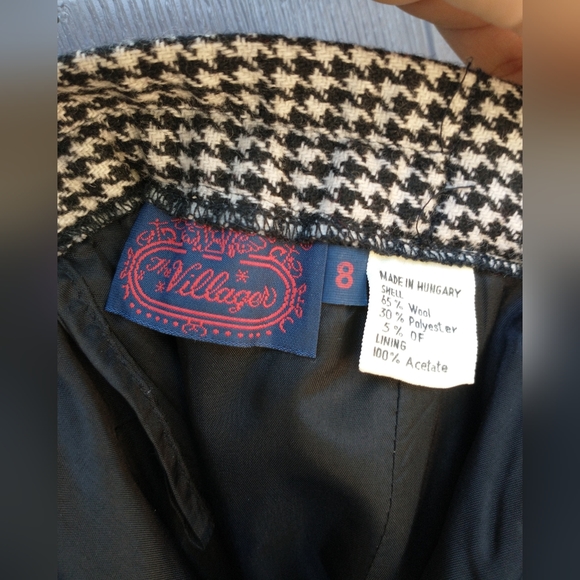 The
Villager
8
MADE IN HUNGARY
SHELL
65% Wool
30% Polyester
5% OF
LINING
100% Acetate